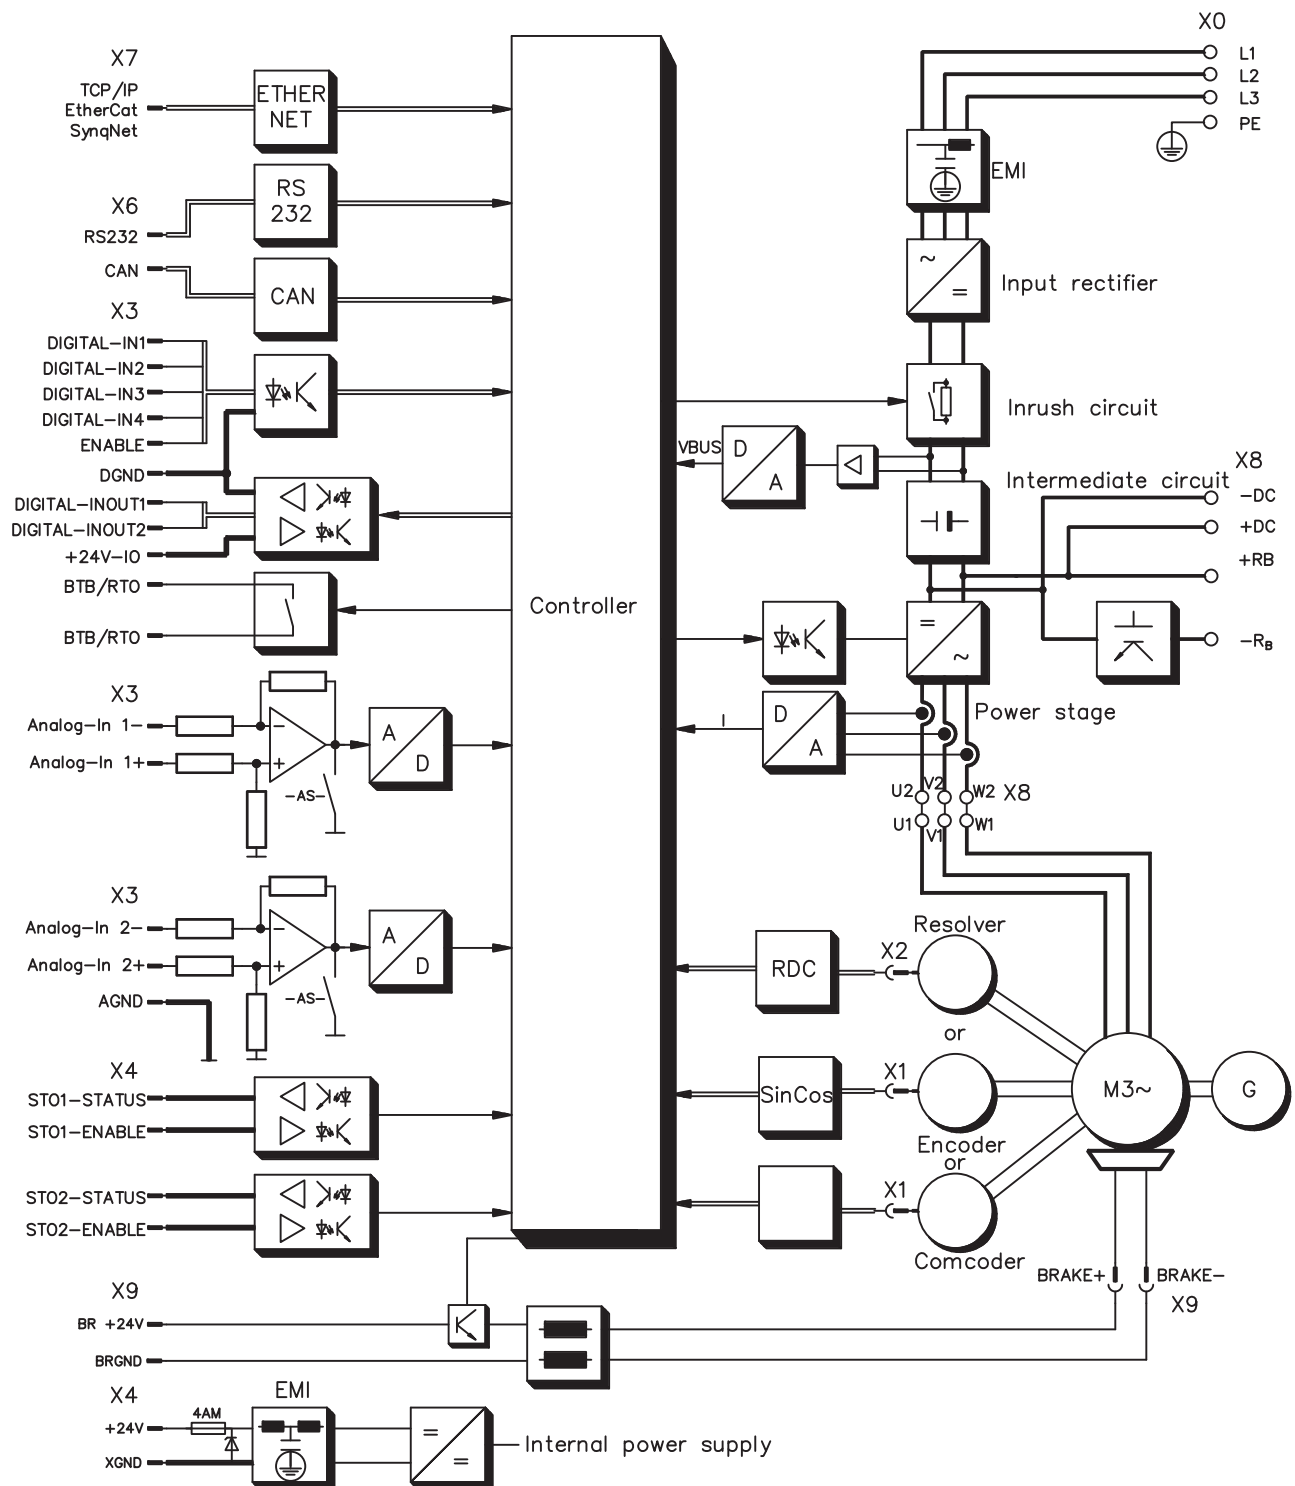 X7
TCP/IP
EtherCat
SynqNet
ETHER
NET
X6
RS232
RS
232
CAN
CAN
X3
DIGITAL-IN1
DIGITAL-IN2
DIGITAL-IN3
DIGITAL-IN4
ENABLE
DGND
DIGITAL-INOUT1
DIGITAL-INOUT2
+24V-IO
BTB/RTO
BTB/RTO
X3
Analog-In 1-
Analog-In 1+
-AS-
A
D
X3
Analog-In 2-
Analog-In 2+
AGND
-AS-
A
D
X4
STO1-STATUS
STO1-ENABLE
STO2-STATUS
STO2-ENABLE
X9
BR +24V
BRGND
X4
+24V
4AM
XGND
EMI
=
=
Internal power supply
Controller
X0
L1
L2
L3
PE
EMI
~
=
Input rectifier
Inrush circuit
VBUS
D
A
Intermediate circuit
X8
-DC
+DC
+RB
-RB
=
~
Power stage
I
D
A
U2
V2
W2
X8
U1
V1
W1
Resolver
RDC
X2
or
SinCos
X1
Encoder
or
X1
Comcoder
M3~
G
BRAKE+
BRAKE-
X9